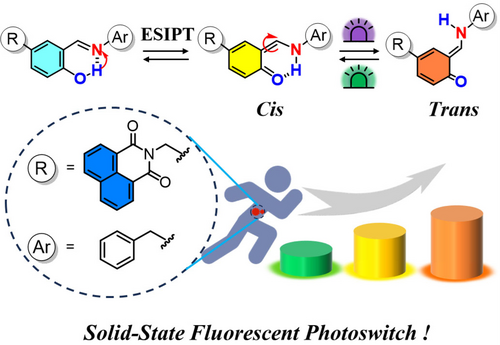 R N Ar ESIPT R N Ar H N Ar
O H O H R O
Cis Trans
R = O N O
Ar =
Solid-State Fluorescent Photoswitch !